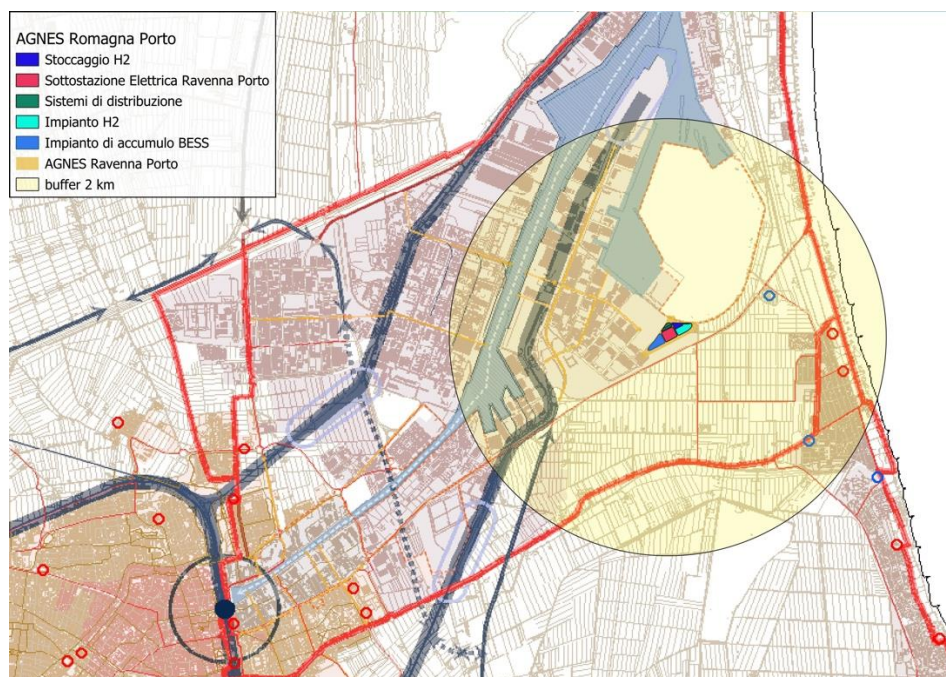 AGNES Romagna Porto
Stoccaggio H2
Sottostazione Elettrica Ravenna Porto
Sistemi di distribuzione
Impianto H2
Impianto di accumulo BESS
AGNES Ravenna Porto
buffer 2 km